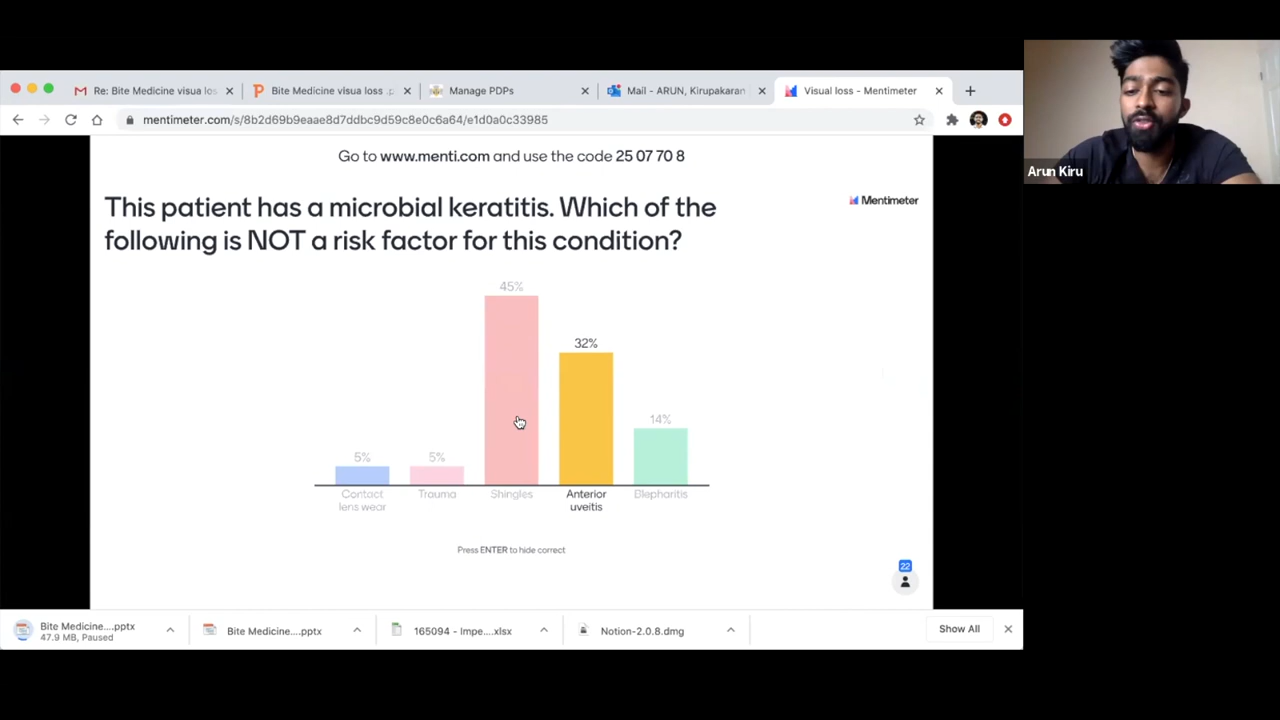 Re: Bite Medicine visua los
Bite Medicine visua loss .p
Manage PDPs
Mail - ARUN, Kirupakaran
Visual loss - Mentimeter
mentimeter.com/s/8b2d69b9eaae8d7ddbc9d59c8e0c6a64/e1d0a0c33985
Arun Kiru
Go to www.menti.com and use the code 25 07 70 8
Mentimeter
This patient has a microbial keratitis. Which of the
following is NOT a risk factor for this condition?
45%
32%
14%
5%
5%
Contact
lens wear
Trauma
Shingles
Anterior
uveitis
Blepharitis
Press ENTER to hide correct
22
Bite Medicine....pptx
47.9 MB, Paused
Bite Medicine....pptx
165094 - Impe....xlsx
Notion-2.0.8.dmg
Show All